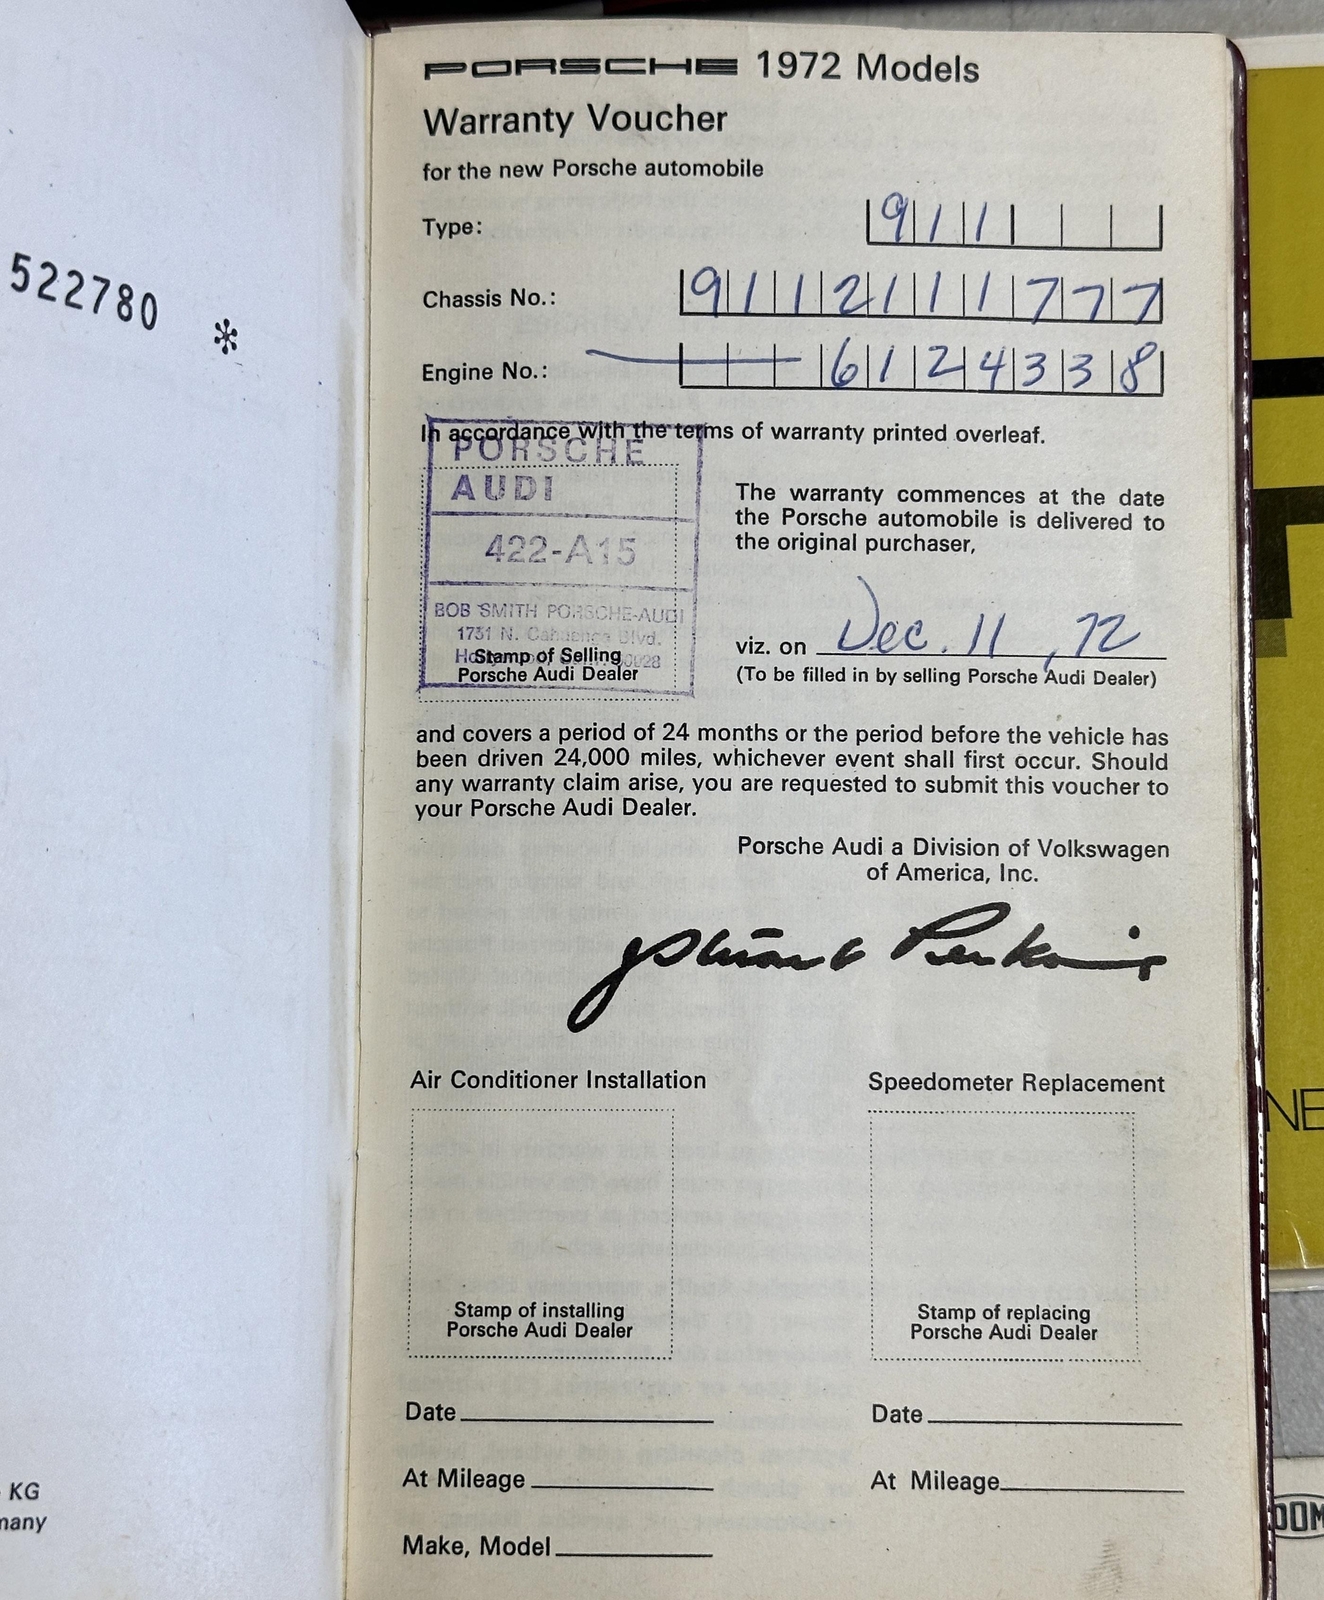 522780 *
KG
many
PORSCHE 1972 Models
Warranty Voucher
for the new Porsche automobile
Type: 911
Chassis No.: 9112111777
Engine No.: 6124338
In accordance with the terms of warranty printed overleaf.
PORSCHE
AUDI
422-A15
BOB SMITH PORSCHE-AUDI
1731 N. Blvd.
Stamp of Selling
Porsche Audi Dealer
The warranty commences at the date
the Porsche automobile is delivered to
the original purchaser,
viz. on Dec. 11, 72
(To be filled in by selling Porsche Audi Dealer)
and covers a period of 24 months or the period before the vehicle has
been driven 24,000 miles, whichever event shall first occur. Should
any warranty claim arise, you are requested to submit this voucher to
your Porsche Audi Dealer.
Porsche Audi a Division of Volkswagen
of America, Inc.
Perkins
Air Conditioner Installation
Stamp of installing
Porsche Audi Dealer
Date
At Mileage
Make, Model
Speedometer Replacement
Stamp of replacing
Porsche Audi Dealer
Date
At Mileage
T
NE
DOM